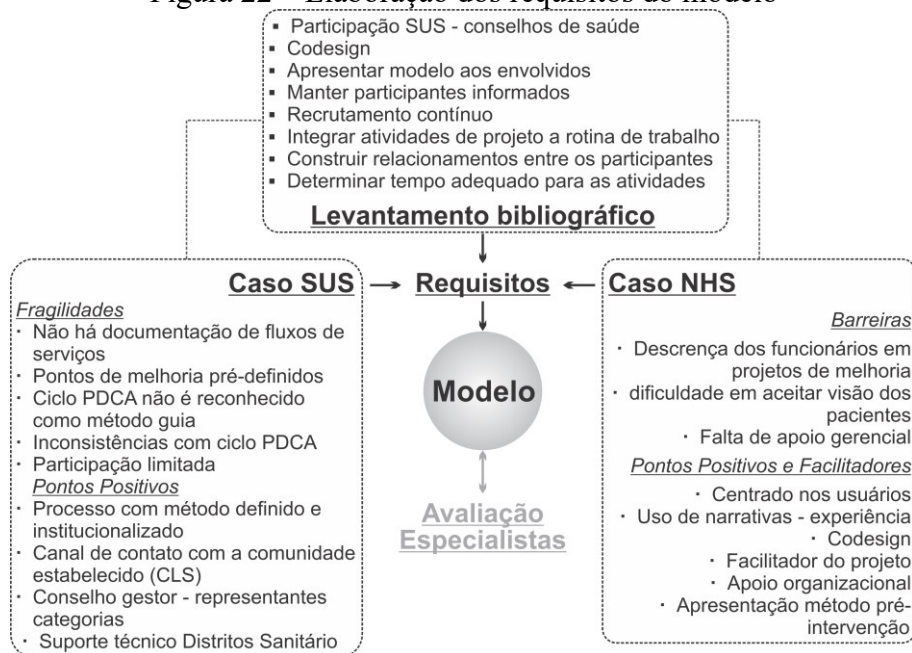 Figura 22 – Elaboração dos requisitos do modelo
▪ Participação SUS - conselhos de saúde
▪ Codesign
▪ Apresentar modelo aos envolvidos
▪ Manter participantes informados
▪ Recrutamento contínuo
▪ Integrar atividades de projeto a rotina de trabalho
▪ Construir relacionamentos entre os participantes
▪ Determinar tempo adequado para as atividades
Levantamento bibliográfico
Caso SUS
Fragilidades
· Não há documentação de fluxos de
serviços
· Pontos de melhoria pré-definidos
· Ciclo PDCA não é reconhecido
como método guia
· Inconsistências com ciclo PDCA
· Participação limitada
Pontos Positivos
· Processo com método definido e
institucionalizado
· Canal de contato com a comunidade
estabelecido (CLS)
· Conselho gestor - representantes
categorias
· Suporte técnico Distritos Sanitário
Requisitos
Modelo
Avaliação
Especialistas
Caso NHS
Barreiras
· Descrença dos funcionários em
projetos de melhoria
· dificuldade em aceitar visão dos
pacientes
· Falta de apoio gerencial
Pontos Positivos e Facilitadores
· Centrado nos usuários
· Uso de narrativas - experiência
· Codesign
· Facilitador do projeto
· Apoio organizacional
· Apresentação método pré-
intervenção